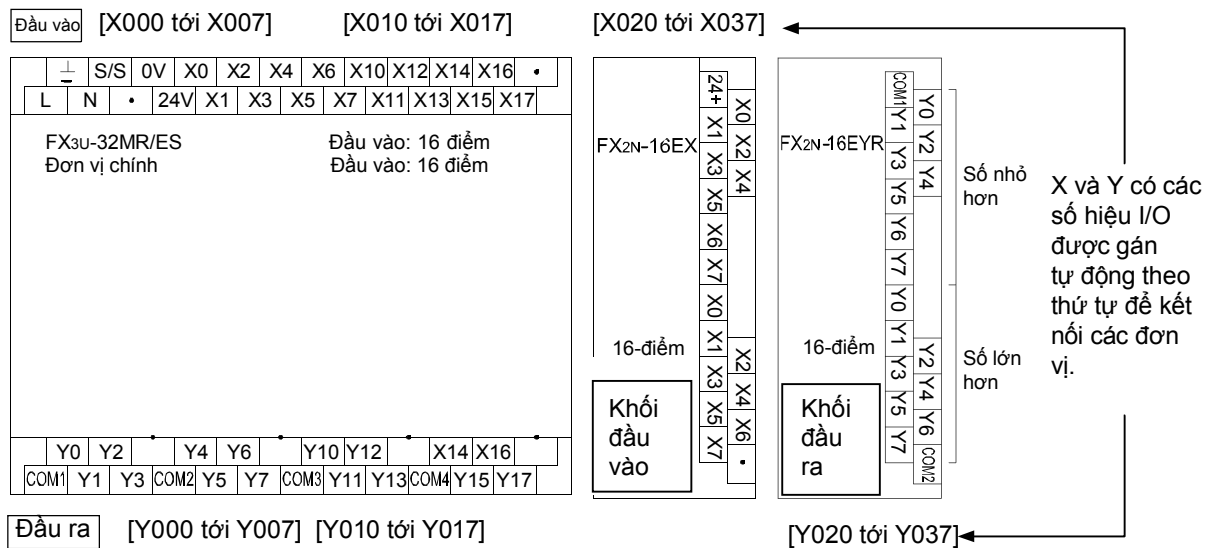 Đầu vào [X000 tới X007] [X010 tới X017] [X020 tới X037]
⏚ S/S 0V X0 X2 X4 X6 X10 X12 X14 X16 •
L N • 24V X1 X3 X5 X7 X11 X13 X15 X17
FX3U-32MR/ES Đầu vào: 16 điểm
Đơn vị chính Đầu vào: 16 điểm
Y0 Y2 • Y4 Y6 • Y10 Y12 • X14 X16 •
COM1 Y1 Y3 COM2 Y5 Y7 COM3 Y11 Y13 COM4 Y15 Y17
Đầu ra [Y000 tới Y007] [Y010 tới Y017]
FX2N-16EX
16-điểm
Khối
đầu
vào
24+ X1 X3 X5 X6 X7 X0 X1 X3 X5 X7
X0 X2 X4 X2 X4 X6 •
FX2N-16EYR
16-điểm
Khối
đầu
ra
COM1 Y1 Y3 Y5 Y6 Y7 Y0 Y1 Y3 Y5 Y7
Y0 Y2 Y4 Y2 Y4 Y6 COM2
Số nhỏ
hơn
Số lớn
hơn
X và Y có các
số hiệu I/O
được gán
tự động theo
thứ tự để kết
nối các đơn
vị.
[Y020 tới Y037]